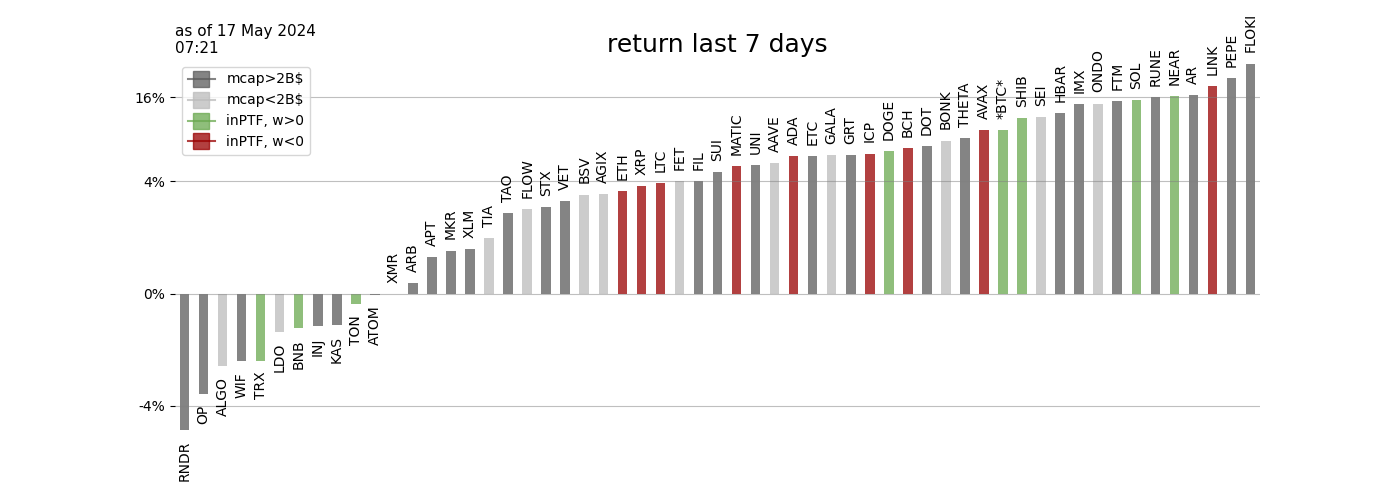 as of 17 May 2024
07:21
return last 7 days
mcap>2B$
mcap<2B$
inPTF, w>0
inPTF, w<0
16%
4%
0%
-4%
RNDR
OP
ALGO
WIF
TRX
LDO
BNB
INJ
KAS
TON
ATOM
XMR
ARB
APT
MKR
XLM
TIA
TAO
FLOW
STX
VET
BSV
AGIX
ETH
XRP
LTC
FET
FIL
SUI
MATIC
UNI
AAVE
ADA
ETC
GALA
GRT
ICP
DOGE
BCH
DOT
BONK
THETA
AVAX
*BTC*
SHIB
SEI
HBAR
IMX
ONDO
FTM
SOL
RUNE
NEAR
AR
LINK
PEPE
FLOKI